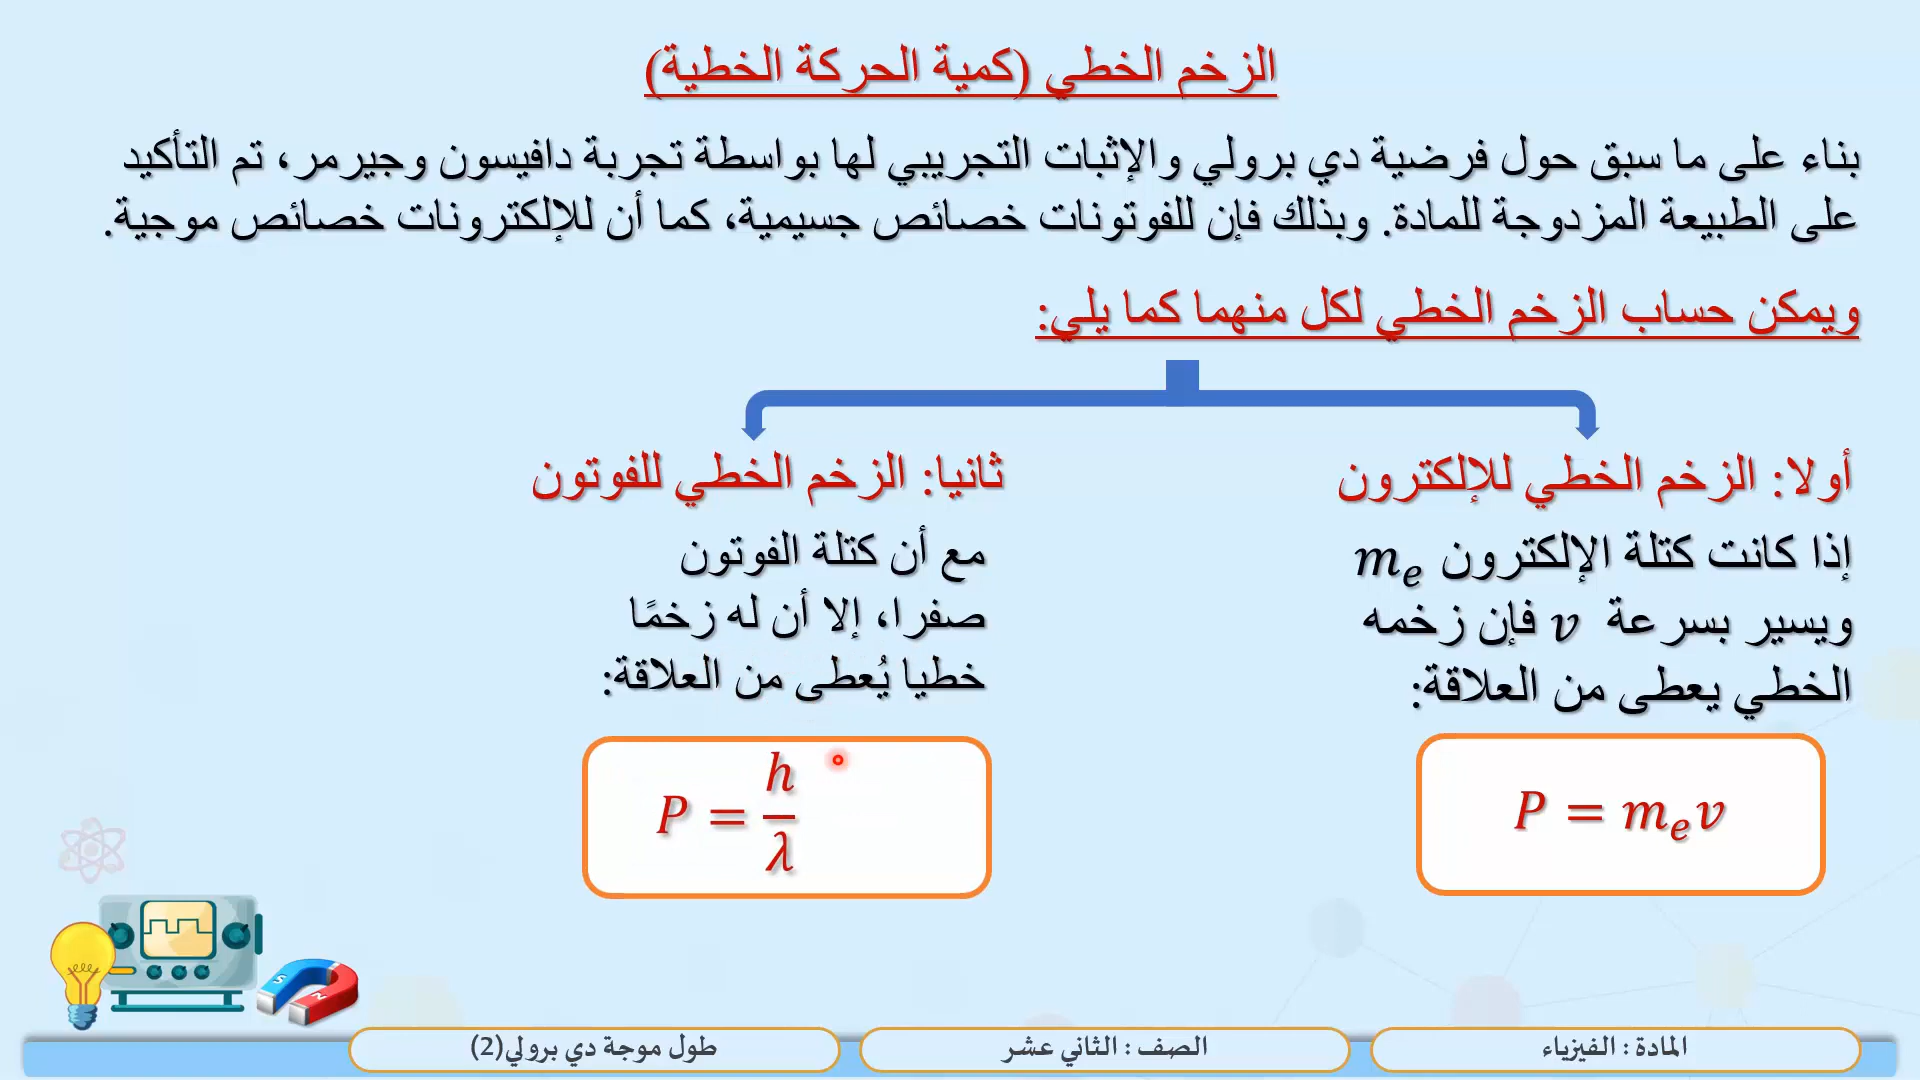 الزخم الخطي (كمية الحركة الخطية)
بناء على ما سبق حول فرضية دي برولي والإثبات التجريبي لها بواسطة تجربة دافيسون وجيرمر، تم التأكيد
على الطبيعة المزدوجة للمادة. وبذلك فإن للفوتونات خصائص جسيمية، كما أن للإلكترونات خصائص موجية.
ويمكن حساب الزخم الخطي لكل منهما كما يلي:
أولا: الزخم الخطي للإلكترون
إذا كانت كتلة الإلكترون mₑ
ويسير بسرعة v فإن زخمه
الخطي يعطى من العلاقة:
P = mₑv
ثانيا: الزخم الخطي للفوتون
مع أن كتلة الفوتون
صفرا، إلا أن له زخمًا
خطيا يُعطى من العلاقة:
P = h/λ
S N
المادة : الفيزياء
الصف : الثاني عشر
طول موجة دي برولي(2)